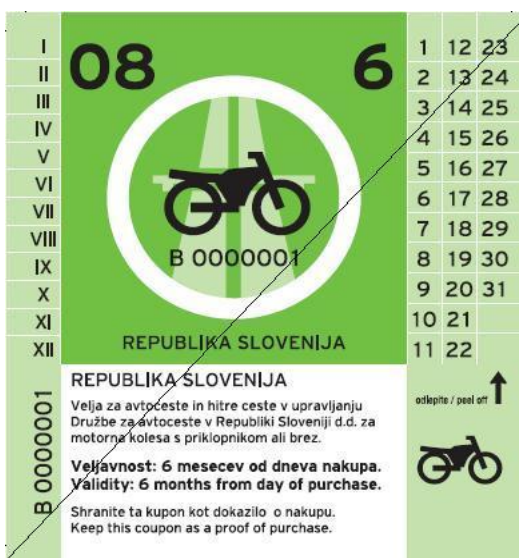 I
II
III
IV
V
VI
VII
VIII
IX
X
XI
XII
B 0000001
08 6
B 0000001
REPUBLIKA SLOVENIJA
REPUBLIKA SLOVENIJA
Velja za avtoceste in hitre ceste v upravljanju
Družbe za avtoceste v Republiki Sloveniji d.d. za
motorna kolesa s priklopnikom ali brez.
Veljavnost: 6 mesecev od dneva nakupa.
Validity: 6 months from day of purchase.
Shranite ta kupon kot dokazilo o nakupu.
Keep this coupon as a proof of purchase.
1 12 23
2 13 24
3 14 25
4 15 26
5 16 27
6 17 28
7 18 29
8 19 30
9 20 31
10 21
11 22
odlepite / peel off